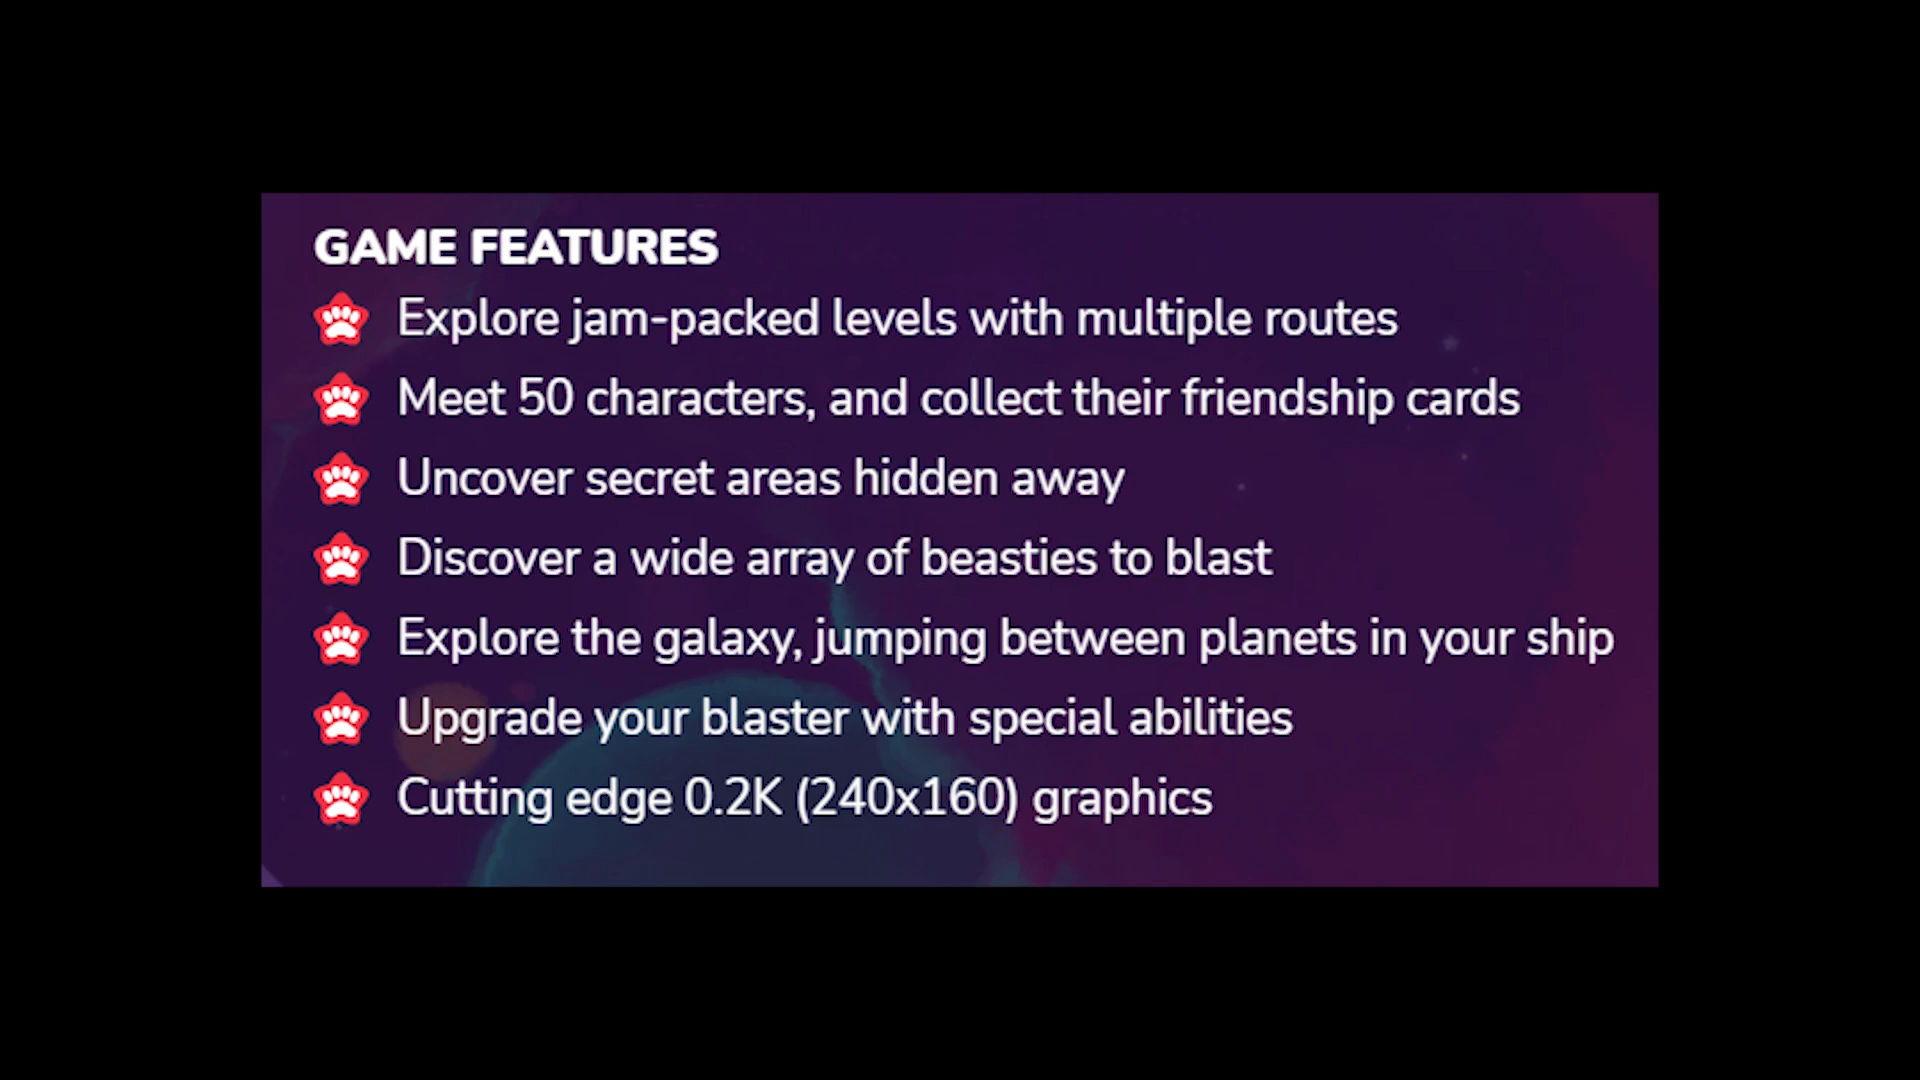 GAME FEATURES
Explore jam-packed levels with multiple routes
Meet 50 characters, and collect their friendship cards
Uncover secret areas hidden away
Discover a wide array of beasties to blast
Explore the galaxy, jumping between planets in your ship
Upgrade your blaster with special abilities
Cutting edge 0.2K (240x160) graphics